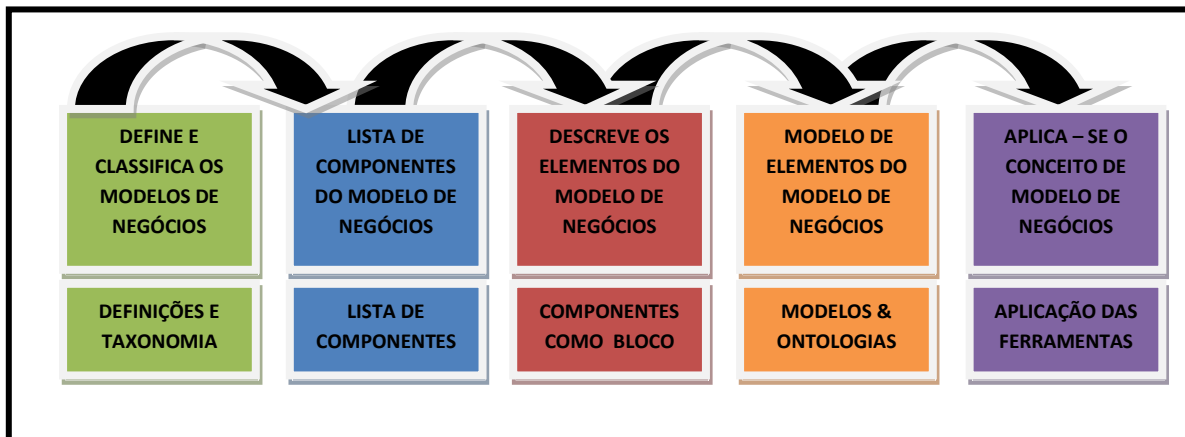 DEFINE E
CLASSIFICA OS
MODELOS DE
NEGÓCIOS
LISTA DE
COMPONENTES
DO MODELO DE
NEGÓCIOS
DESCREVE OS
ELEMENTOS DO
MODELO DE
NEGÓCIOS
MODELO DE
ELEMENTOS DO
MODELO DE
NEGÓCIOS
APLICA – SE O
CONCEITO DE
MODELO DE
NEGÓCIOS
DEFINIÇÕES E
TAXONOMIA
LISTA DE
COMPONENTES
COMPONENTES
COMO BLOCO
MODELOS &
ONTOLOGIAS
APLICAÇÃO DAS
FERRAMENTAS